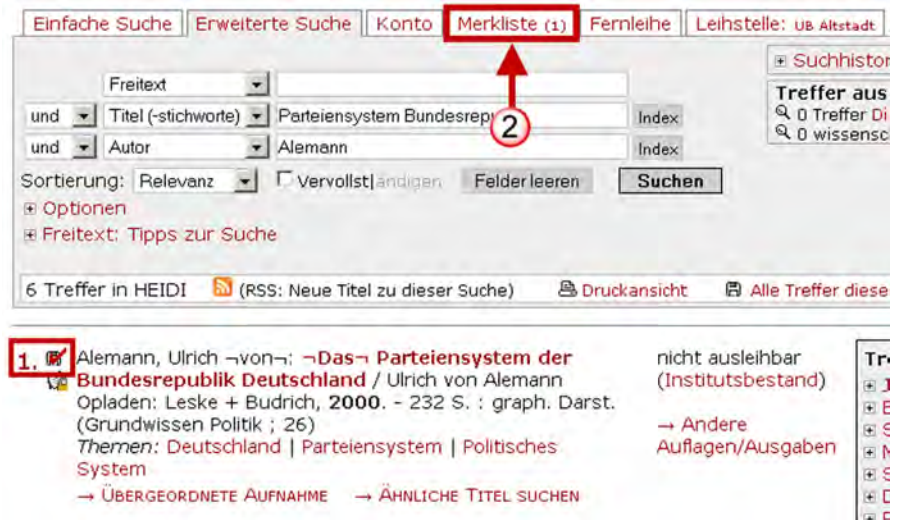 Einfache Suche Erweiterte Suche Konto Merkliste (1) Fernleihe Leihstelle: UB Altstadt
Freitext
und Titel (-stichworte) Parteiensystem Bundesrepu Index
und Autor Alemann Index
2
Sortierung: Relevanz Vervollständigen Felder leeren Suchen
Optionen
Freitext: Tipps zur Suche
Suchhistor
Treffer aus
0 Treffer Di
0 wissensc
6 Treffer in HEIDI (RSS: Neue Titel zu dieser Suche) Druckansicht Alle Treffer diese
1. Alemann, Ulrich ¬von¬: ¬Das¬ Parteiensystem der
Bundesrepublik Deutschland / Ulrich von Alemann
Opladen: Leske + Budrich, 2000. - 232 S. : graph. Darst.
(Grundwissen Politik ; 26)
Themen: Deutschland | Parteiensystem | Politisches
System
→ ÜBERGEORDNETE AUFNAHME → ÄHNLICHE TITEL SUCHEN
nicht ausleihbar
(Institutsbestand)
→ Andere
Auflagen/Ausgaben
Tr